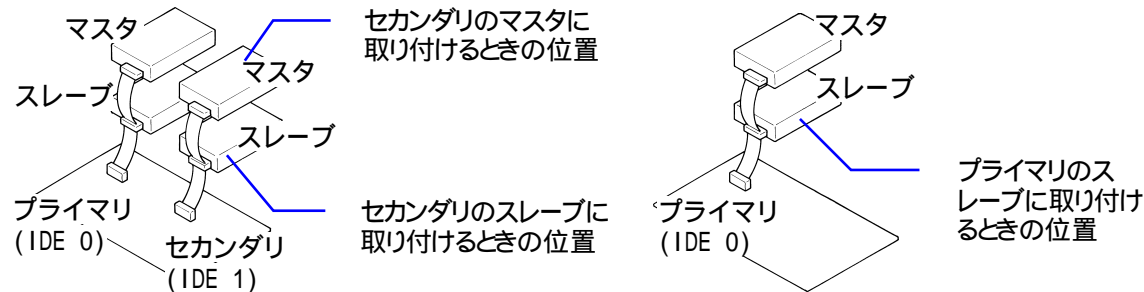 マスタ
スレーブ
プライマリ
(IDE 0)
マスタ
スレーブ
セカンダリ
(IDE 1)
セカンダリのマスタに
取り付けるときの位置
セカンダリのスレーブに
取り付けるときの位置
マスタ
スレーブ
プライマリ
(IDE 0)
プライマリのス
レーブに取り付け
るときの位置